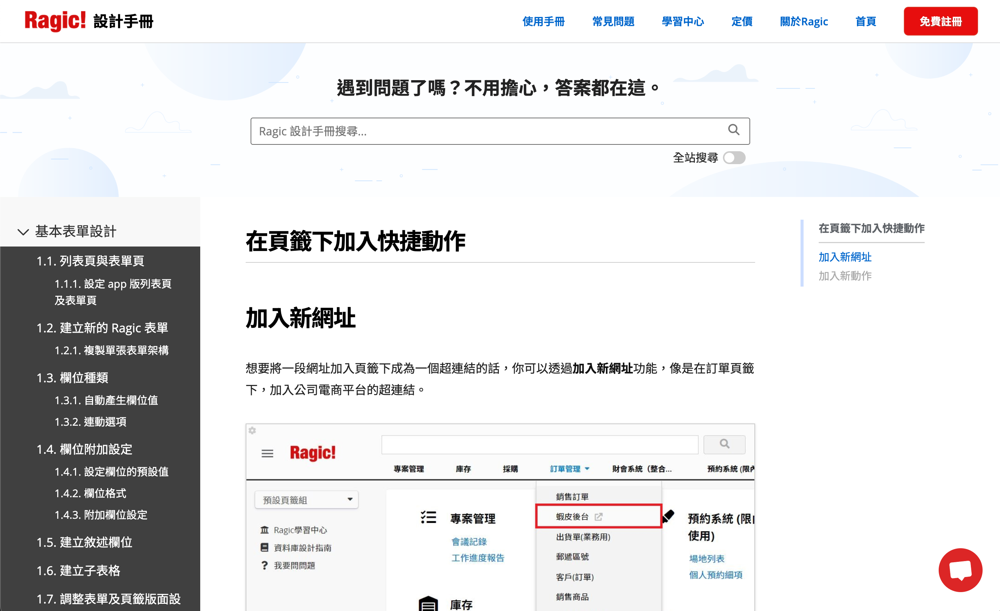 Ragic! 設計手冊
使用手冊 常見問題 學習中心 定價 關於Ragic 首頁 免費註冊
遇到問題了嗎？不用擔心，答案都在這。
Ragic 設計手冊搜尋...
全站搜尋
基本表單設計
1.1. 列表頁與表單頁
1.1.1. 設定 app 版列表頁
及表單頁
1.2. 建立新的 Ragic 表單
1.2.1. 複製單張表單架構
1.3. 欄位種類
1.3.1. 自動產生欄位值
1.3.2. 連動選項
1.4. 欄位附加設定
1.4.1. 設定欄位的預設值
1.4.2. 欄位格式
1.4.3. 附加欄位設定
1.5. 建立敘述欄位
1.6. 建立子表格
1.7. 調整表單及頁籤版面設
在頁籤下加入快捷動作
加入新網址
想要將一段網址加入頁籤下成為一個超連結的話，你可以透過加入新網址功能，像是在訂單頁籤
下，加入公司電商平台的超連結。
Ragic!
專案管理 庫存 採購 訂單管理 財會系統（整合... 預約系統 (限內
預設頁籤組
Ragic學習中心
資料庫設計指南
我要問問題
專案管理
會議記錄
工作進度報告
庫存
銷售訂單
蝦皮後台
出貨單(業務用)
郵遞區號
客戶(訂單)
銷售商品
預約系統 (限內
使用)
場地列表
個人預約細項
在頁籤下加入快捷動作
加入新網址
加入新動作